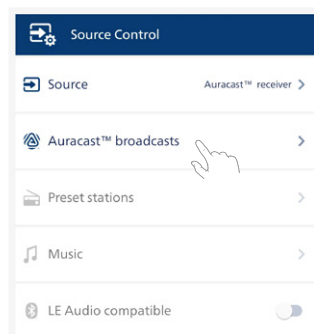 Source Control
Source Auracast™ receiver
Auracast™ broadcasts
Preset stations
Music
LE Audio compatible